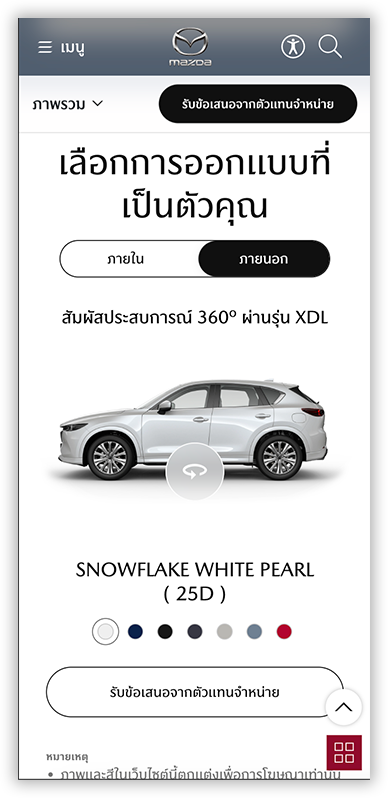 เมนู
mazda
ภาพรวม
รับข้อเสนอจากตัวแทนจำหน่าย
เลือกการออกแบบที่
เป็นตัวคุณ
ภายใน
ภายนอก
สัมผัสประสบการณ์ 360º ผ่านรุ่น XDL
SNOWFLAKE WHITE PEARL
( 25D )
รับข้อเสนอจากตัวแทนจำหน่าย
หมายเหตุ
• ภาพและสีในเว็บไซต์นี้ตกแต่งเพื่อการโฆษณาเท่านั้น